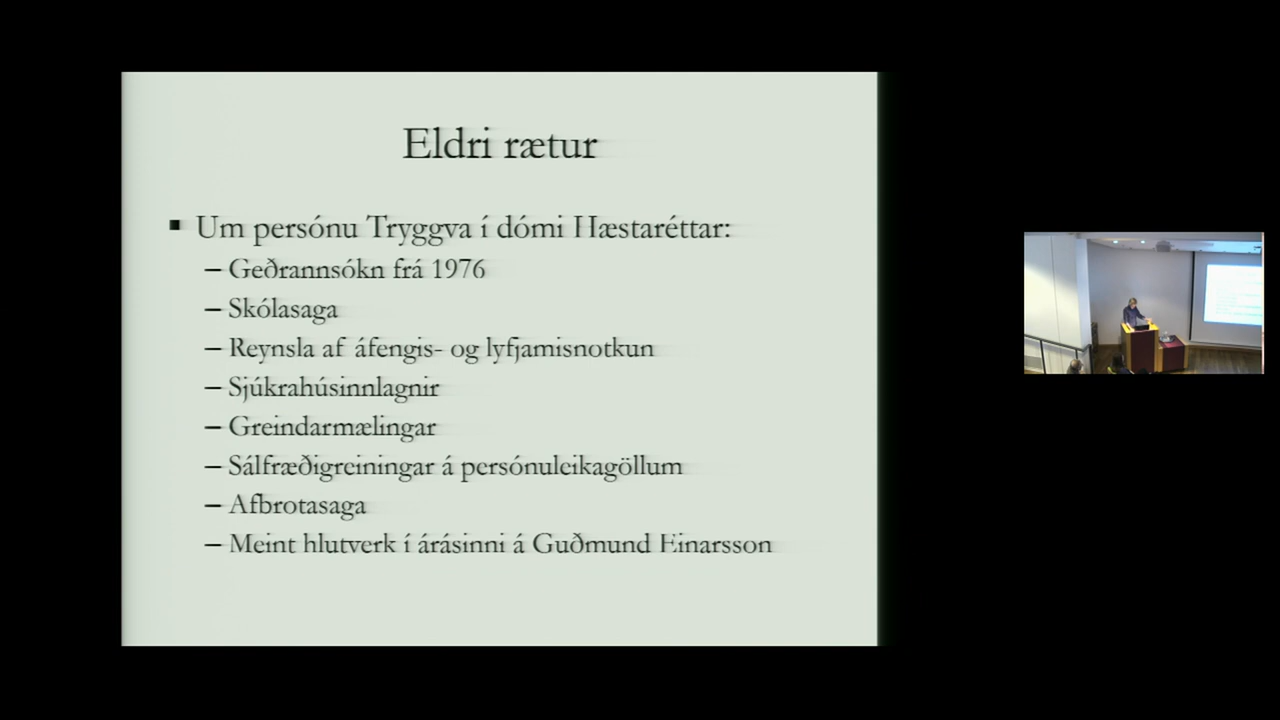 Eldri rætur
▪ Um persónu Tryggva í dómi Hæstaréttar:
– Geðrannsókn frá 1976
– Skólasaga
– Reynsla af áfengis- og lyfjamisnotkun
– Sjúkrahúsinnlagnir
– Greindarmælingar
– Sálfræðigreiningar á persónuleikagöllum
– Afbrotasaga
– Meint hlutverk í árásinni á Guðmund Einarsson